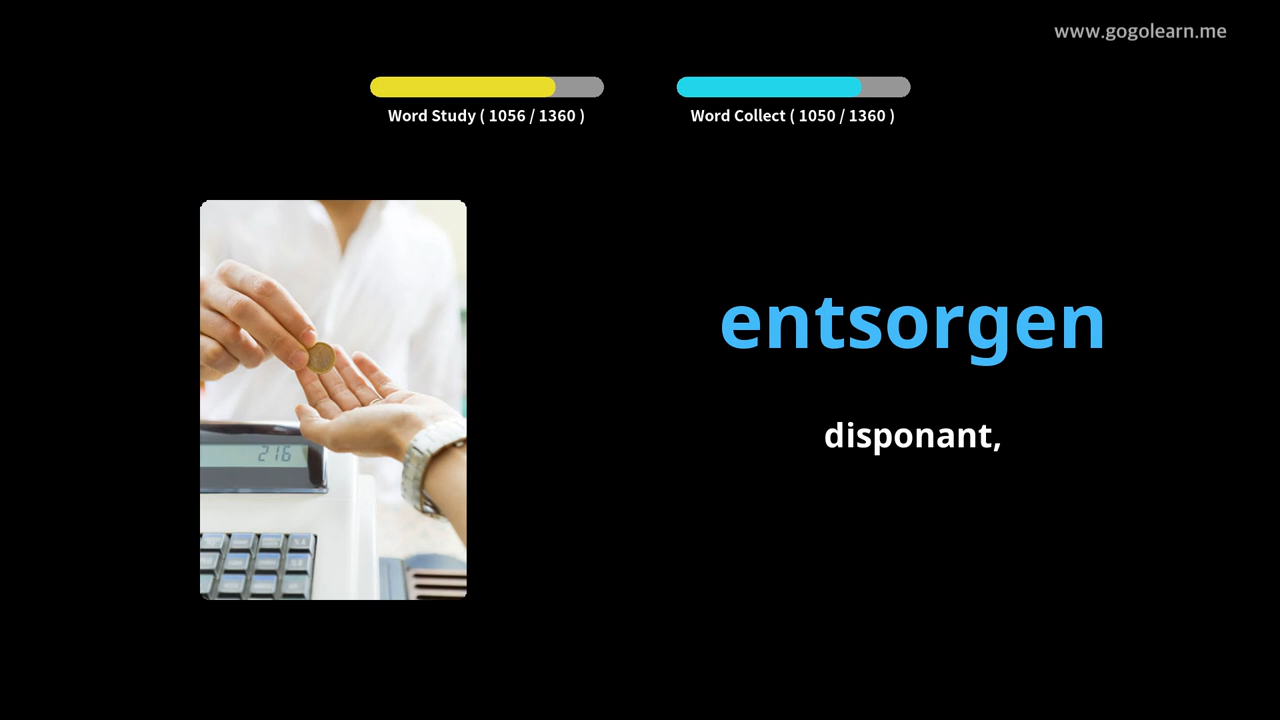 www.gogolearn.me
Word Study ( 1056 / 1360 )
Word Collect ( 1050 / 1360 )
entsorgen
disponant,
216